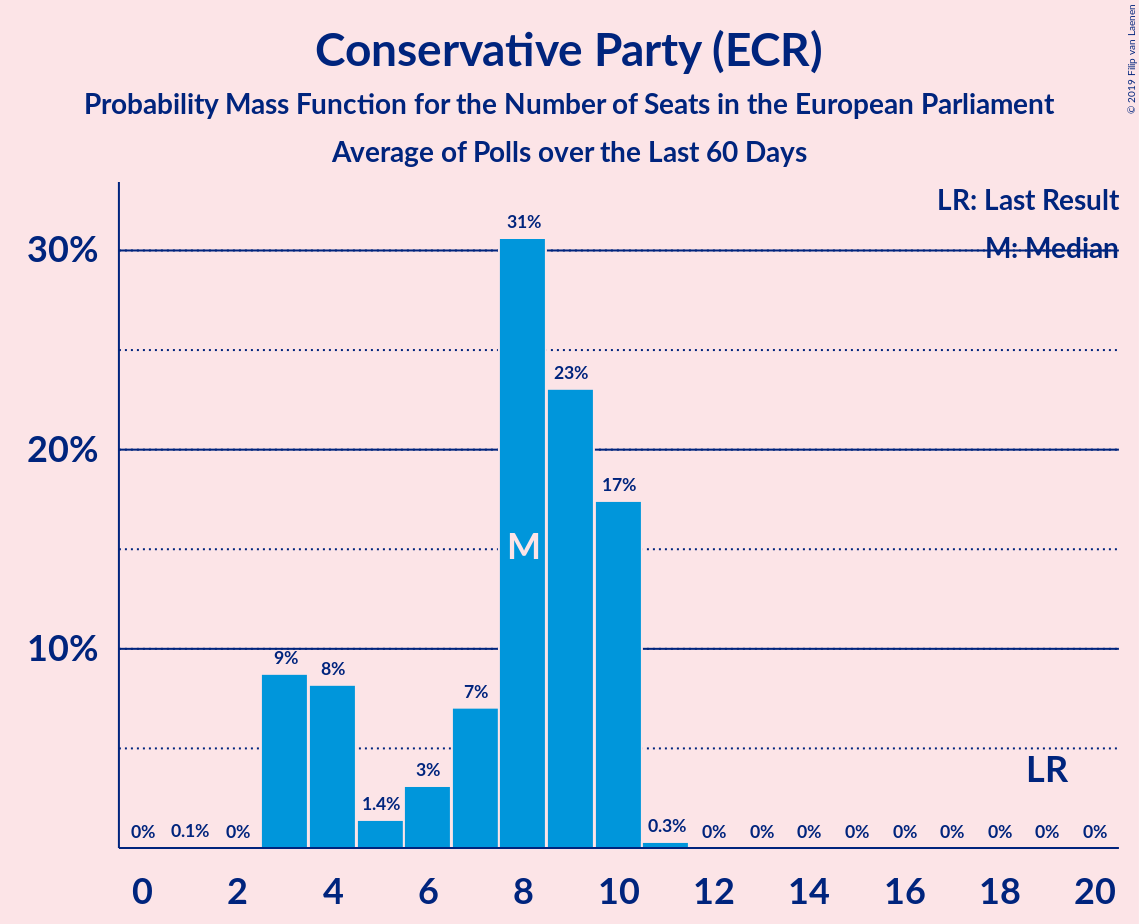 Conservative Party (ECR)
Probability Mass Function for the Number of Seats in the European Parliament
Average of Polls over the Last 60 Days
© 2019 Filip van Laenen
LR: Last Result
M: Median
30%
20%
10%
0%
0.1%
0%
9%
8%
1.4%
3%
7%
31%
23%
17%
0.3%
0%
0%
0%
0%
0%
0%
0%
0%
0%
M
LR
0 2 4 6 8 10 12 14 16 18 20